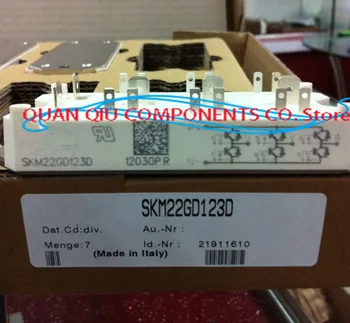 QUAN QIU COMPONENTS CO. Store
SKM22GD123D
12030P R
SKM22GD123D
Dat.Cd:div. Au.-Nr :
Menge:7 Id.-Nr : 21911610
(Made in Italy)